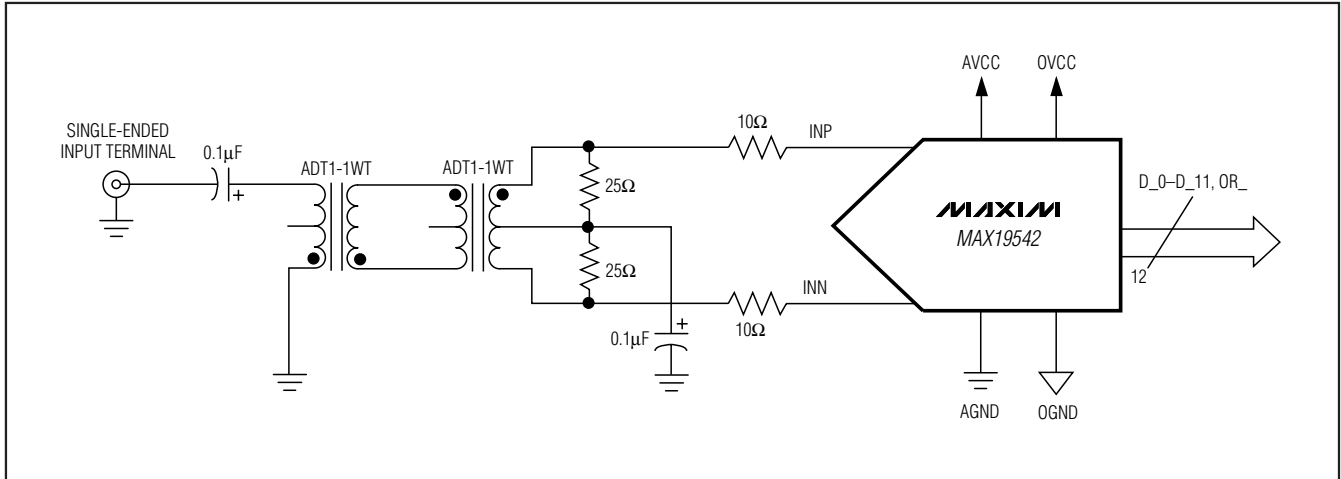 AVCC
OVCC
SINGLE-ENDED
INPUT TERMINAL
0.1μF
+
ADT1-1WT
ADT1-1WT
25Ω
25Ω
10Ω
INP
INN
10Ω
0.1μF
+
MAXIM
MAX19542
D_0–D_11, OR_
12
AGND
OGND